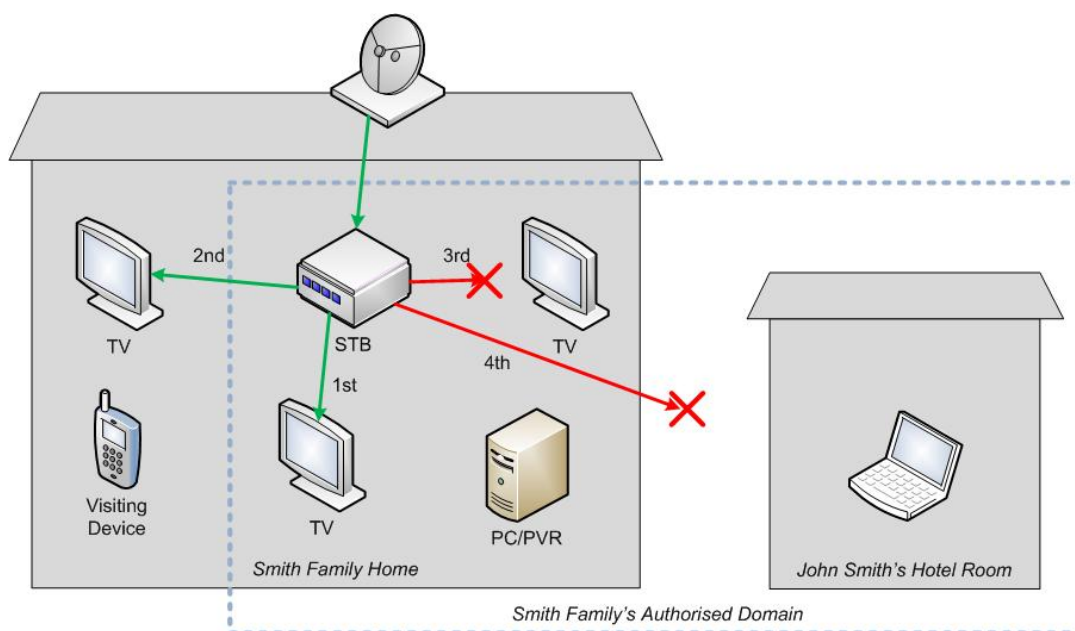 2nd
3rd
TV
STB
TV
4th
1st
Visiting
Device
TV
PC/PVR
Smith Family Home
John Smith's Hotel Room
Smith Family's Authorised Domain